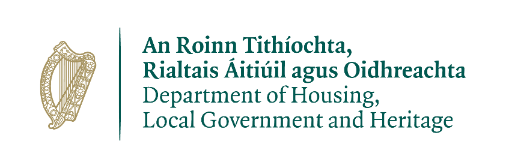 An Roinn Tithíochta,
Rialtais Áitiúil agus Oidhreachta
Department of Housing,
Local Government and Heritage